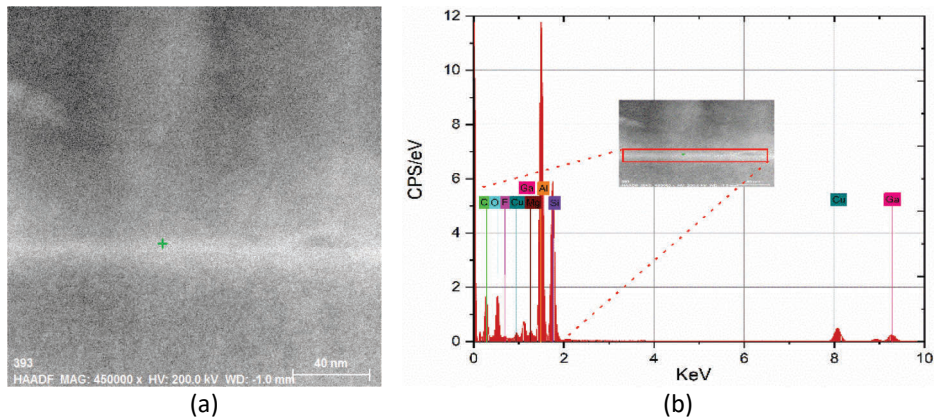 393
HAADF MAG: 450000 x HV: 200.0 kV WD: -1.0 mm
40 nm
(a)
CPS/eV
12
10
8
6
4
2
0
Ga Al
C O F Cu Mg Si
Cu Ga
0 2 4 6 8 10
KeV
(b)